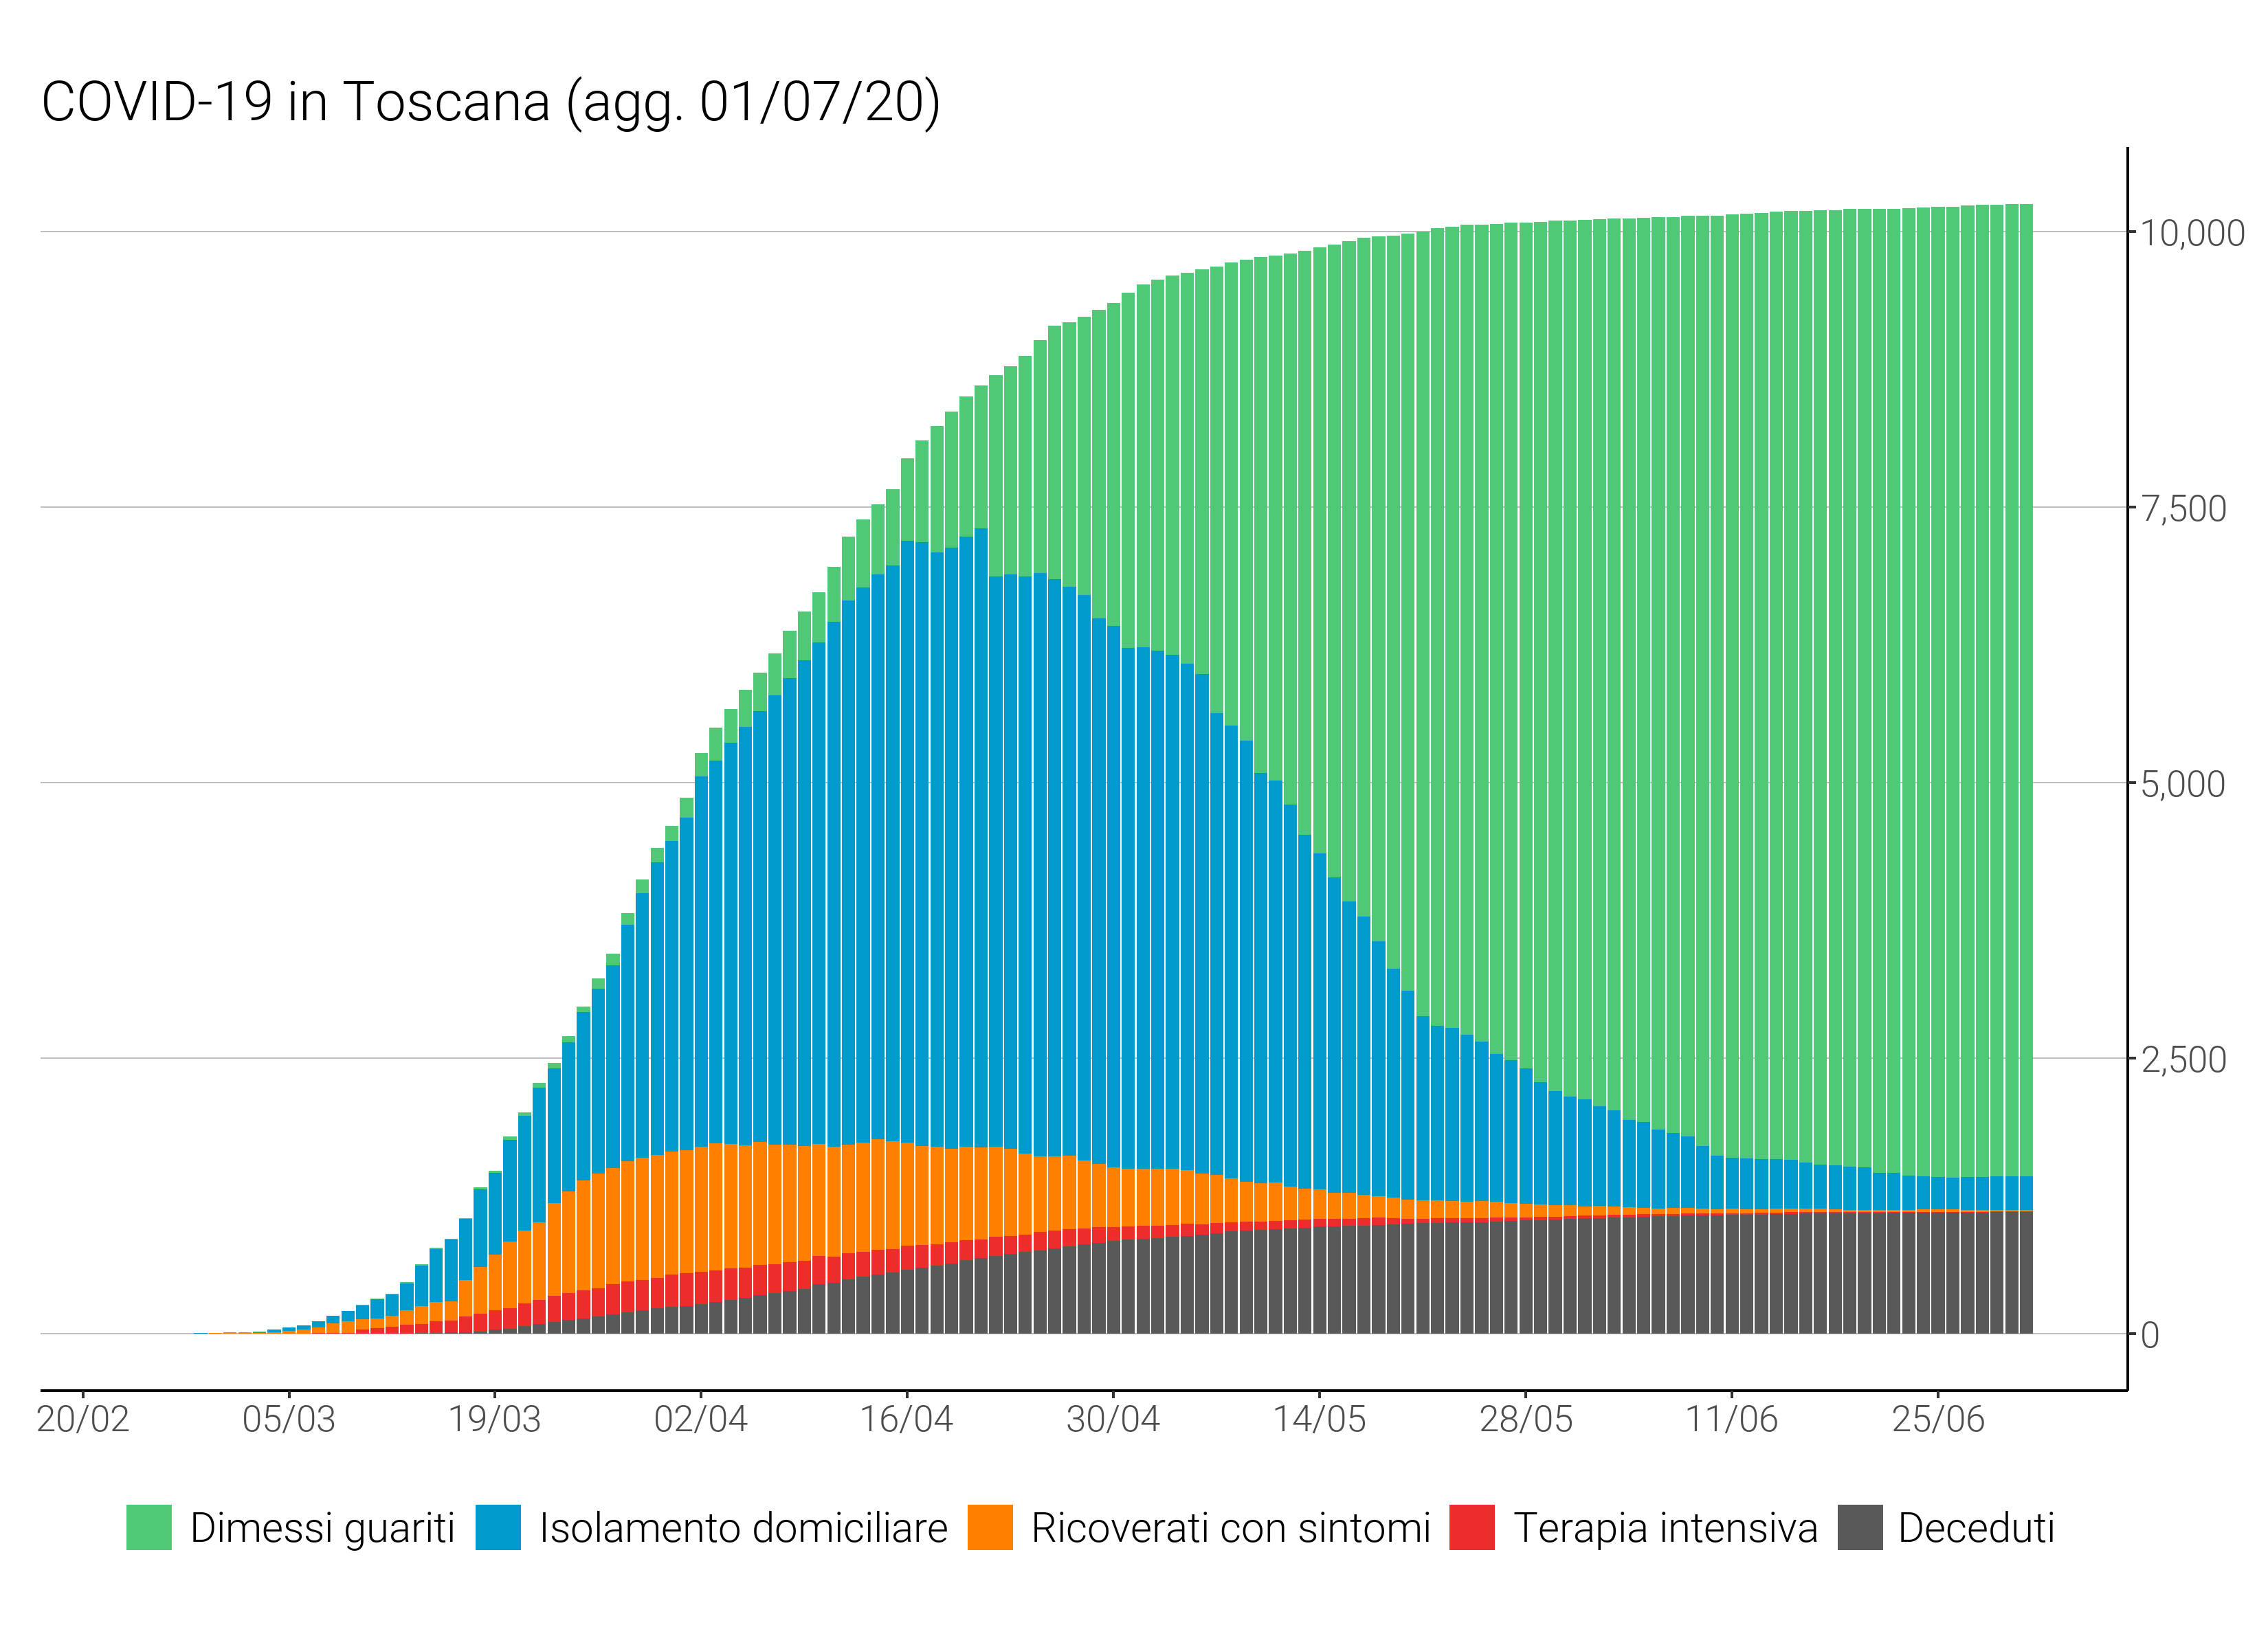 COVID-19 in Toscana (agg. 01/07/20)
10,000
7,500
5,000
2,500
0
20/02 05/03 19/03 02/04 16/04 30/04 14/05 28/05 11/06 25/06
Dimessi guariti Isolamento domiciliare Ricoverati con sintomi Terapia intensiva Deceduti